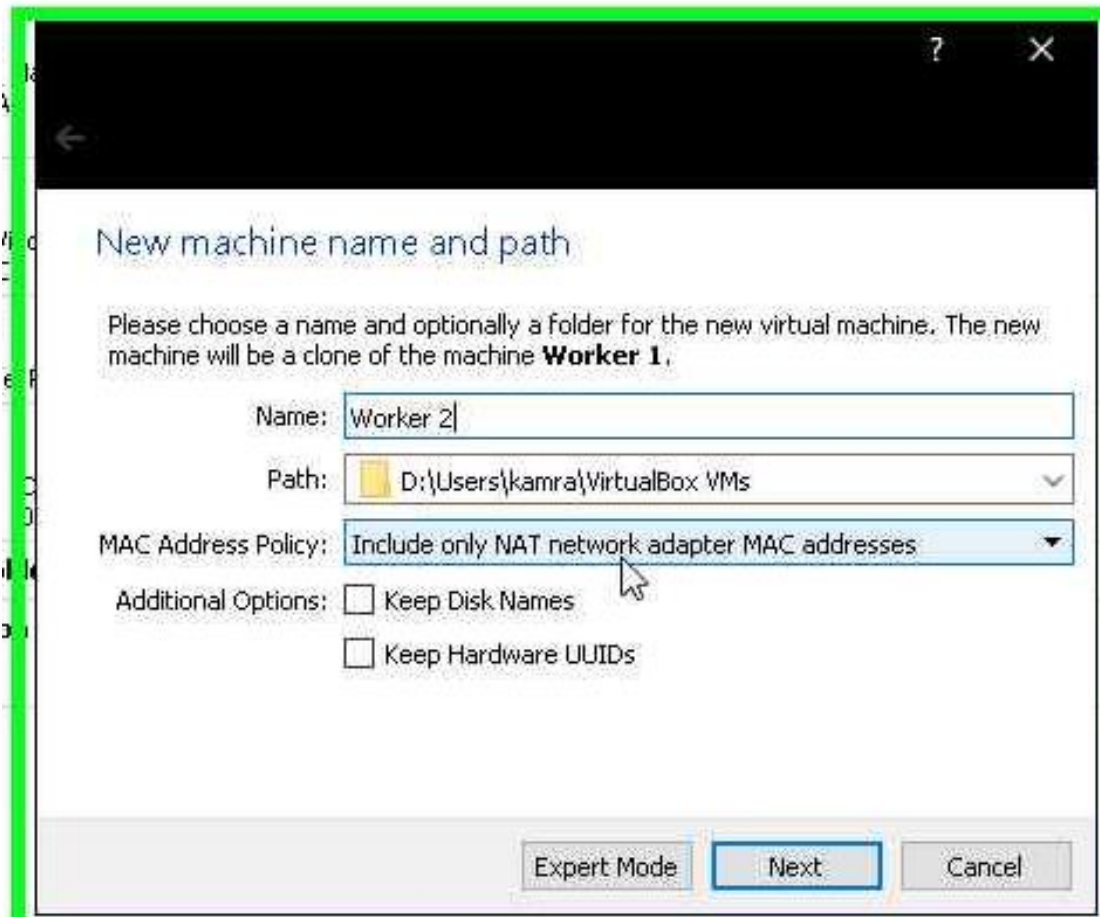 ?
New machine name and path
Please choose a name and optionally a folder for the new virtual machine. The new
machine will be a clone of the machine Worker 1.
Name: Worker 2
Path: D:\Users\kamra\VirtualBox VMs
MAC Address Policy: Include only NAT network adapter MAC addresses
Additional Options: Keep Disk Names
Keep Hardware UUIDs
Expert Mode Next Cancel